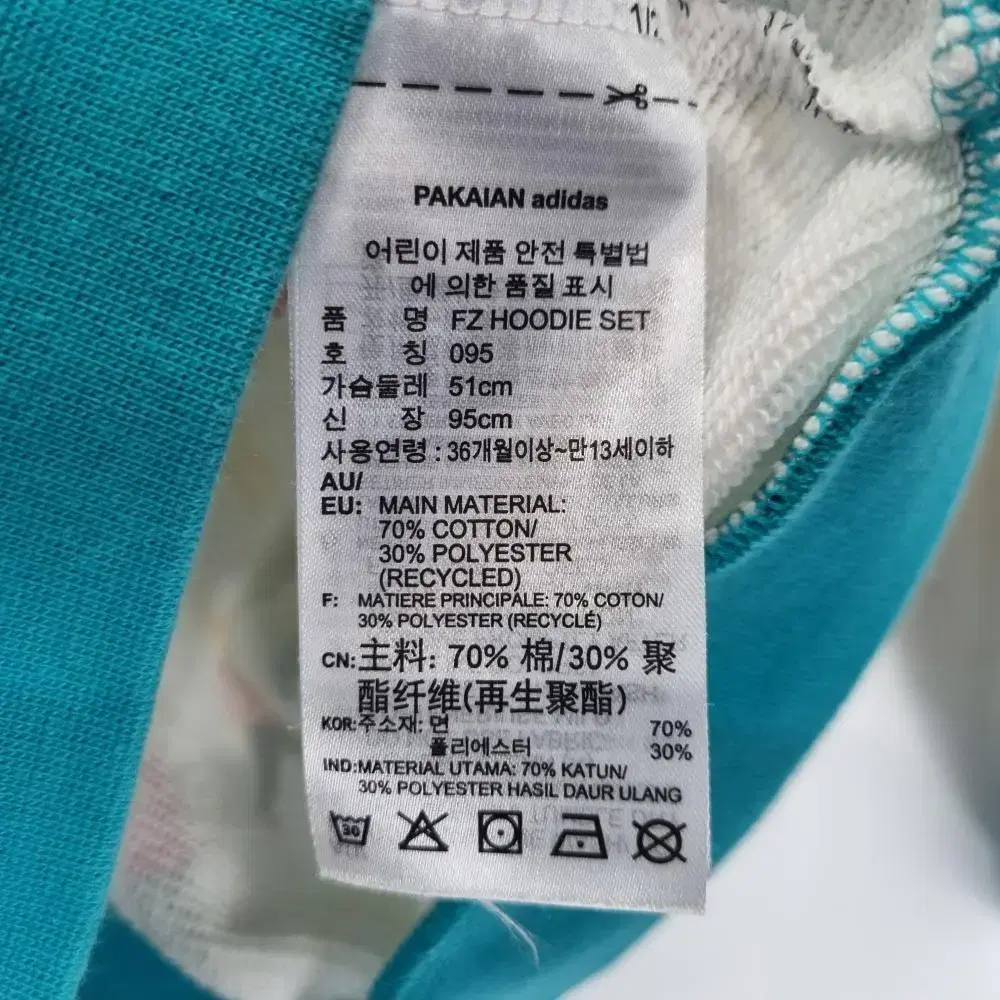 1/2
PAKAIAN adidas
어린이 제품 안전 특별법
에 의한 품질 표시
품 명 FZ HOODIE SET
호 칭 095
가슴둘레 51cm
신 장 95cm
사용연령 : 36개월이상~만13세이하
AU/
EU: MAIN MATERIAL:
70% COTTON/
30% POLYESTER
(RECYCLED)
F: MATIERE PRINCIPALE: 70% COTON/
30% POLYESTER (RECYCLÉ)
CN: 主料: 70% 棉/30% 聚
酯纤维(再生聚酯)
KOR: 주소재: 면 70%
폴리에스터 30%
IND: MATERIAL UTAMA: 70% KATUN/
30% POLYESTER HASIL DAUR ULANG
30